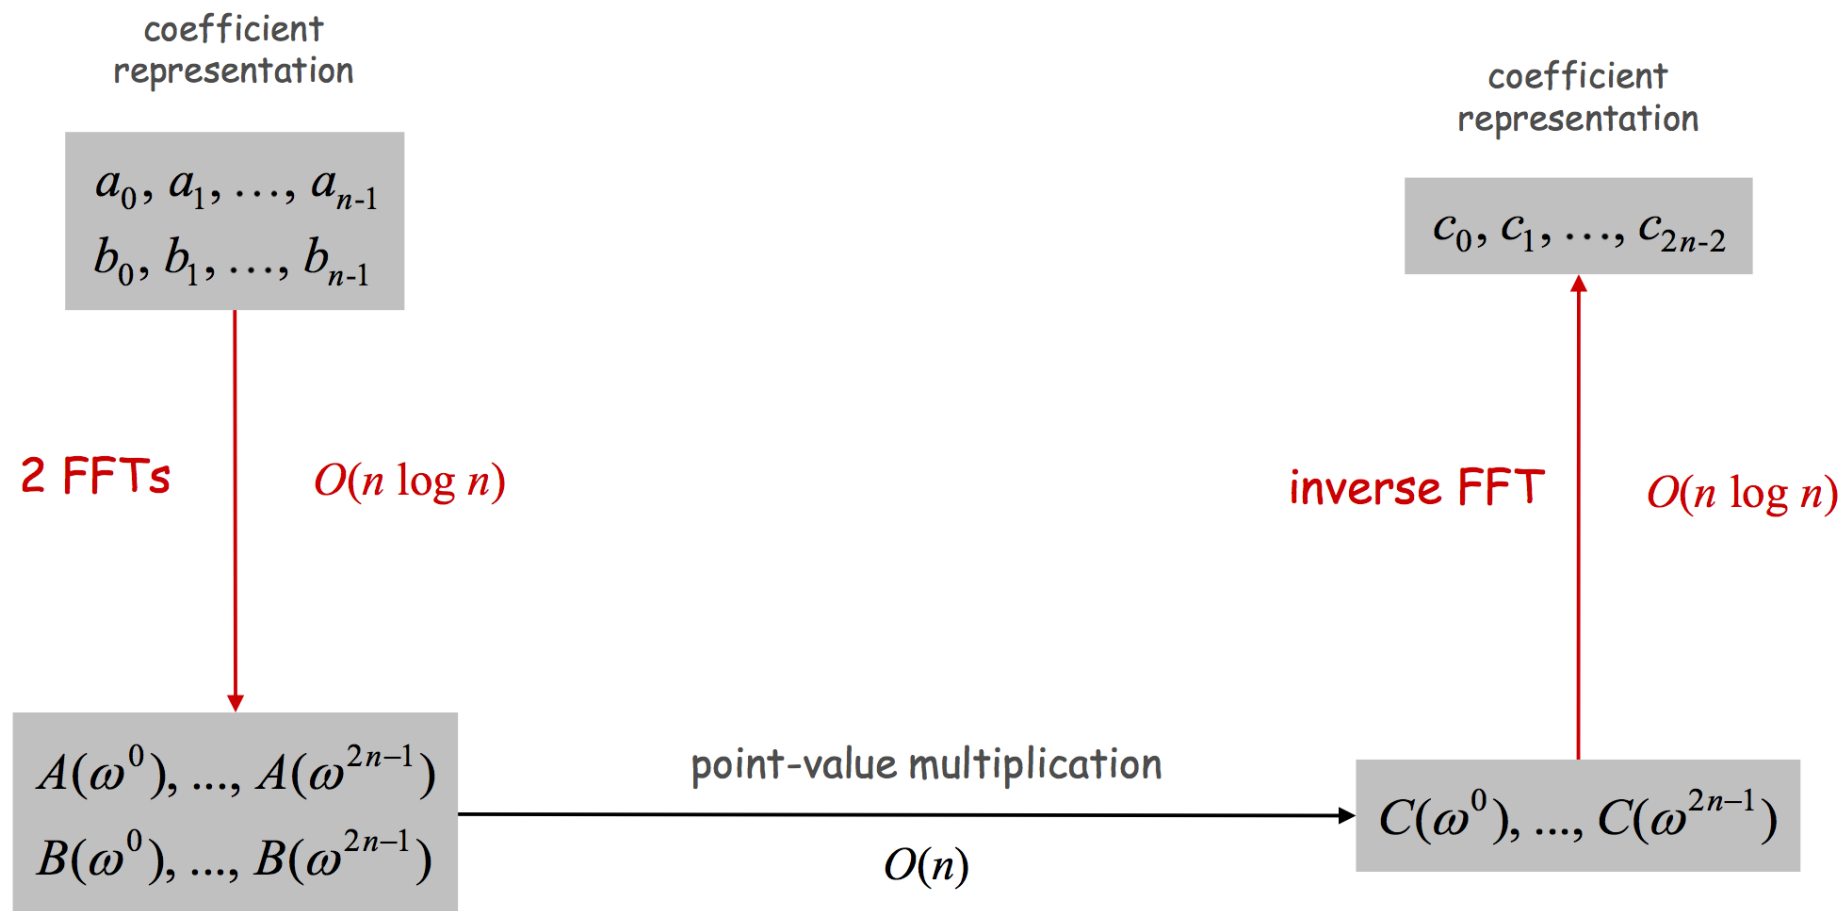 coefficient
representation
a₀, a₁, ..., aₙ₋₁
b₀, b₁, ..., bₙ₋₁
2 FFTs
O(n log n)
A(ω⁰), ..., A(ω²ⁿ⁻¹)
B(ω⁰), ..., B(ω²ⁿ⁻¹)
point-value multiplication
O(n)
coefficient
representation
c₀, c₁, ..., c₂ₙ₋₂
inverse FFT
O(n log n)
C(ω⁰), ..., C(ω²ⁿ⁻¹)